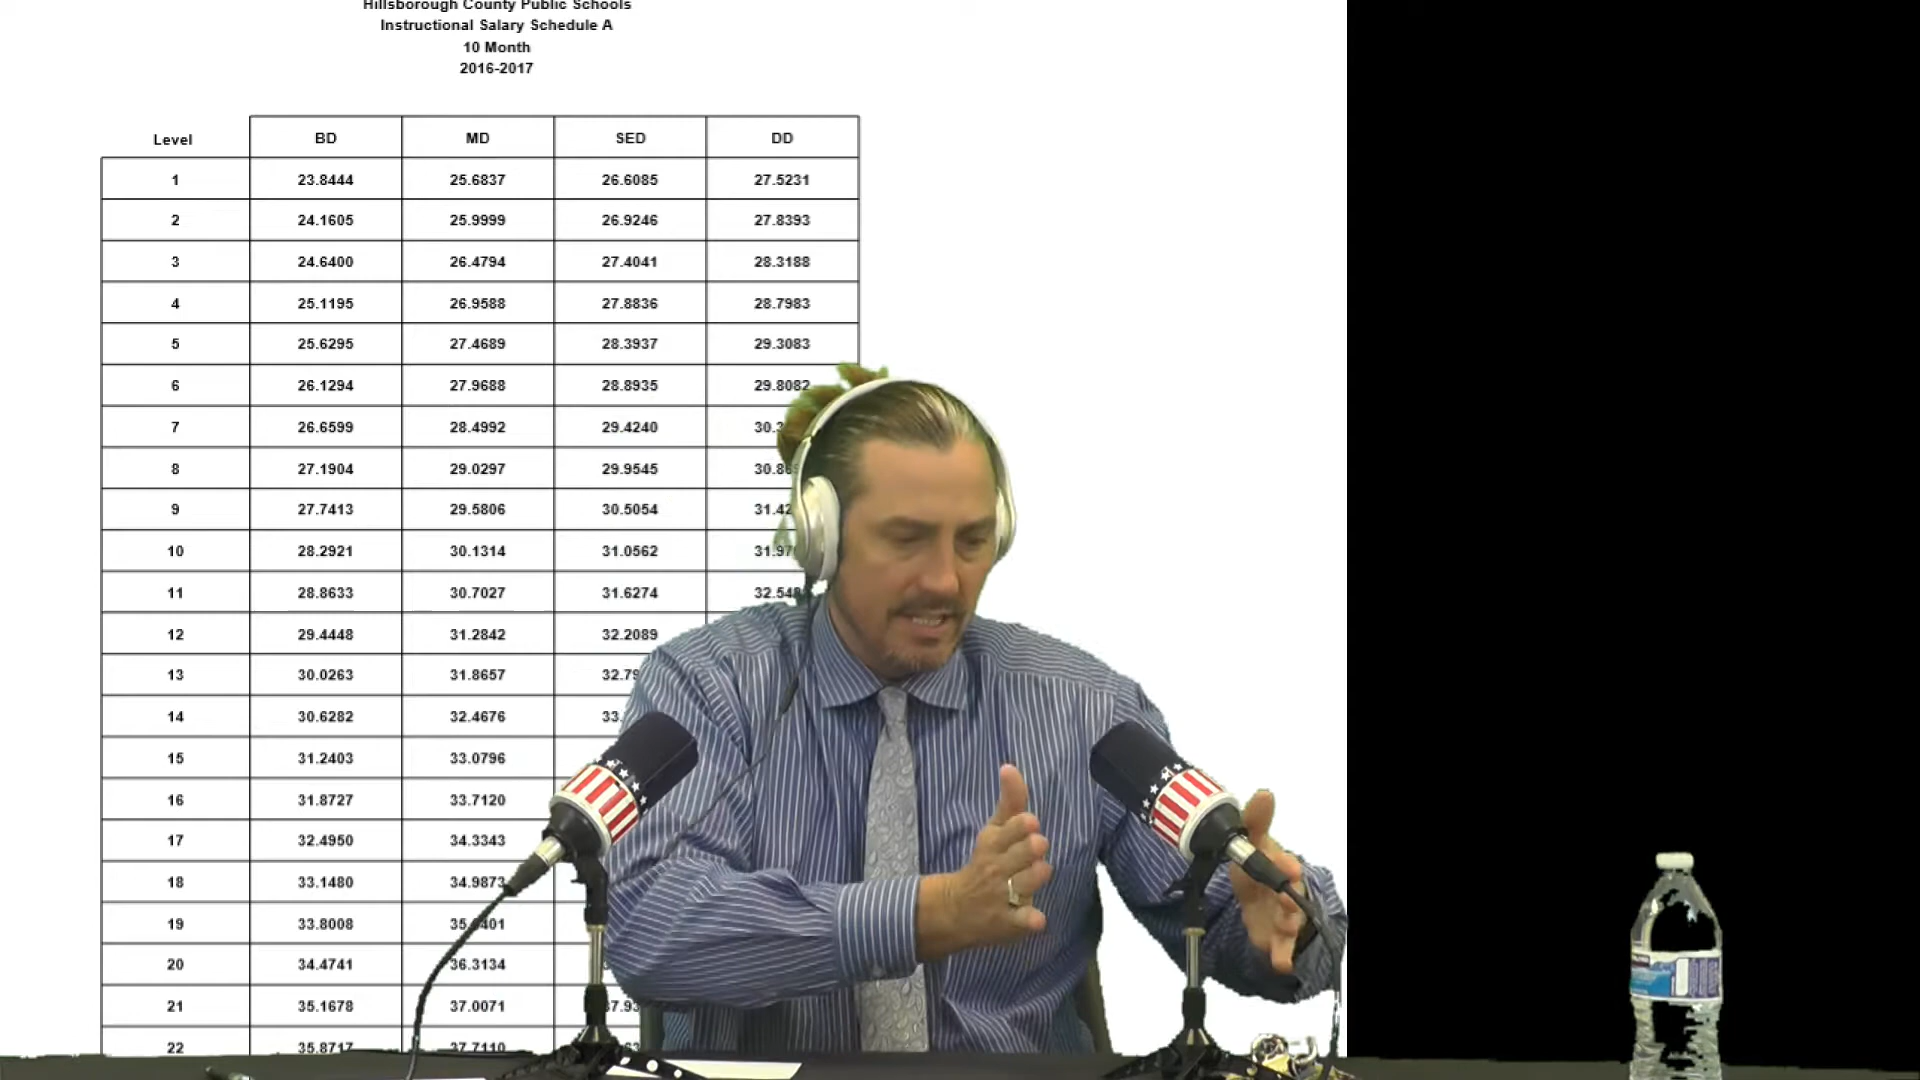 Hillsborough County Public Schools
Instructional Salary Schedule A
10 Month
2016-2017
Level BD MD SED DD
1 23.8444 25.6837 26.6085 27.5231
2 24.1605 25.9999 26.9246 27.8393
3 24.6400 26.4794 27.4041 28.3188
4 25.1195 26.9588 27.8836 28.7983
5 25.6295 27.4689 28.3937 29.3083
6 26.1294 27.9688 28.8935 29.8082
7 26.6599 28.4992 29.4240
8 27.1904 29.0297 29.9545
9 27.7413 29.5806 30.5054
10 28.2921 30.1314 31.0562
11 28.8633 30.7027 31.6274
12 29.4448 31.2842 32.2089
13 30.0263 31.8657
14 30.6282 32.4676
15 31.2403 33.0796
16 31.8727 33.7120
17 32.4950 34.3343
18 33.1480 34.9873
19 33.8008
20 34.4741 36.3134
21 35.1678 37.0071
22 35.8717 37.7110